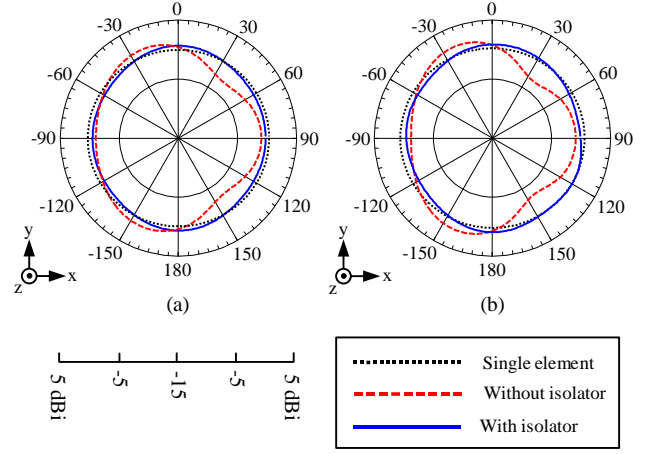 0
30
60
90
120
150
180
-150
-120
-90
-60
-30
y
x
z
(a)
0
30
60
90
120
150
180
-150
-120
-90
-60
-30
y
x
z
(b)
5 dBi
-5
-15
-5
5 dBi
Single element
Without isolator
With isolator